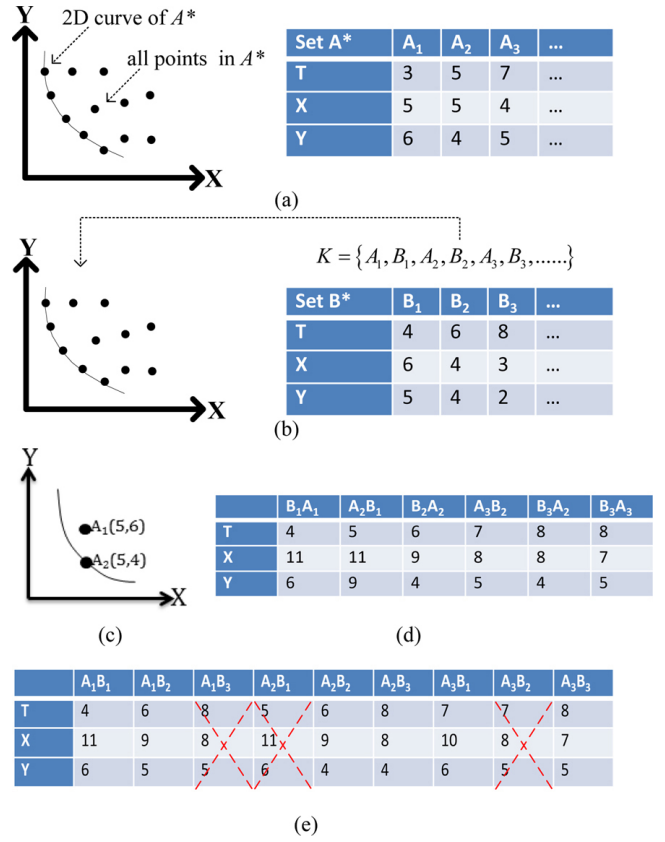 Y
2D curve of A*
all points in A*
X
Set A* A1 A2 A3 ...
T 3 5 7 ...
X 5 5 4 ...
Y 6 4 5 ...
(a)
Y
X
K = {A1, B1, A2, B2, A3, B3, ......}
Set B* B1 B2 B3 ...
T 4 6 8 ...
X 6 4 3 ...
Y 5 4 2 ...
(b)
Y
A1(5,6)
A2(5,4)
X
(c)
B1A1 A2B1 B2A2 A3B2 B3A2 B3A3
T 4 5 6 7 8 8
X 11 11 9 8 8 7
Y 6 9 4 5 4 5
(d)
A1B1 A1B2 A1B3 A2B1 A2B2 A2B3 A3B1 A3B2 A3B3
T 4 6 8 5 6 8 7 7 8
X 11 9 8 x 11 x 9 8 10 8 x 7
Y 6 5 5 6 4 4 6 5 5
(e)